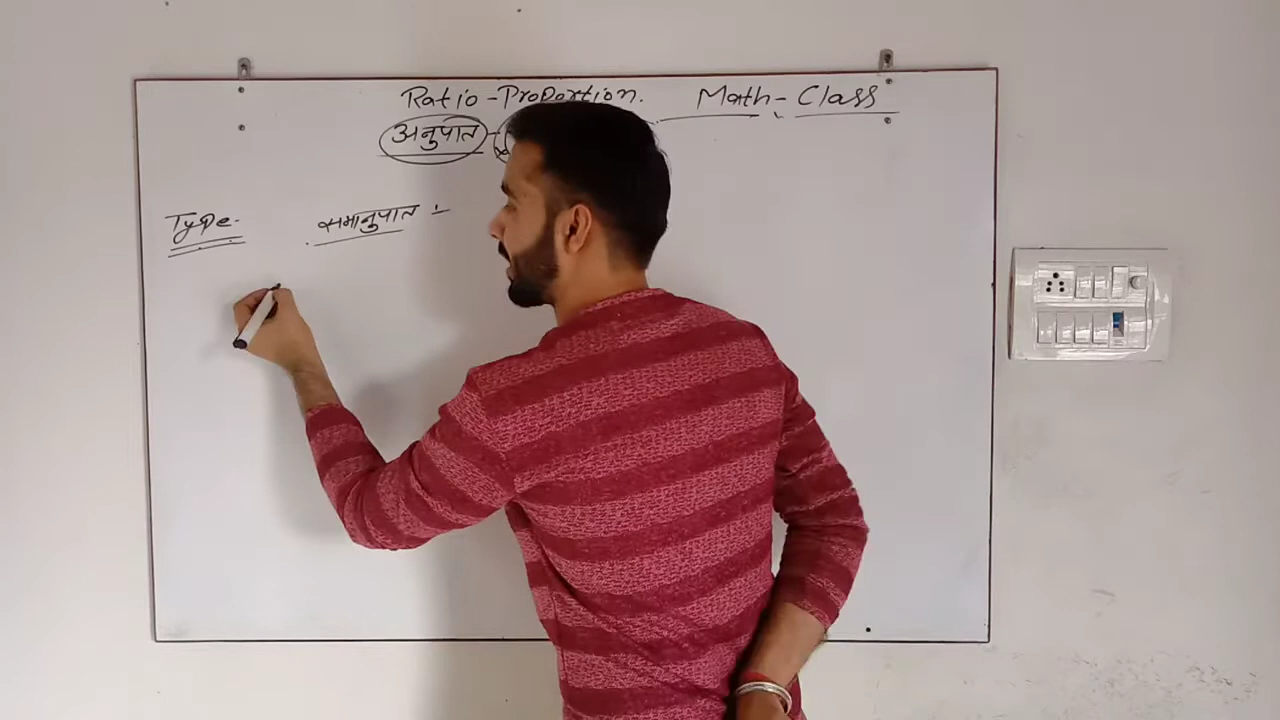 Ratio - Proportion. Math - Class
अनुपात -
Type - समानुपात :-